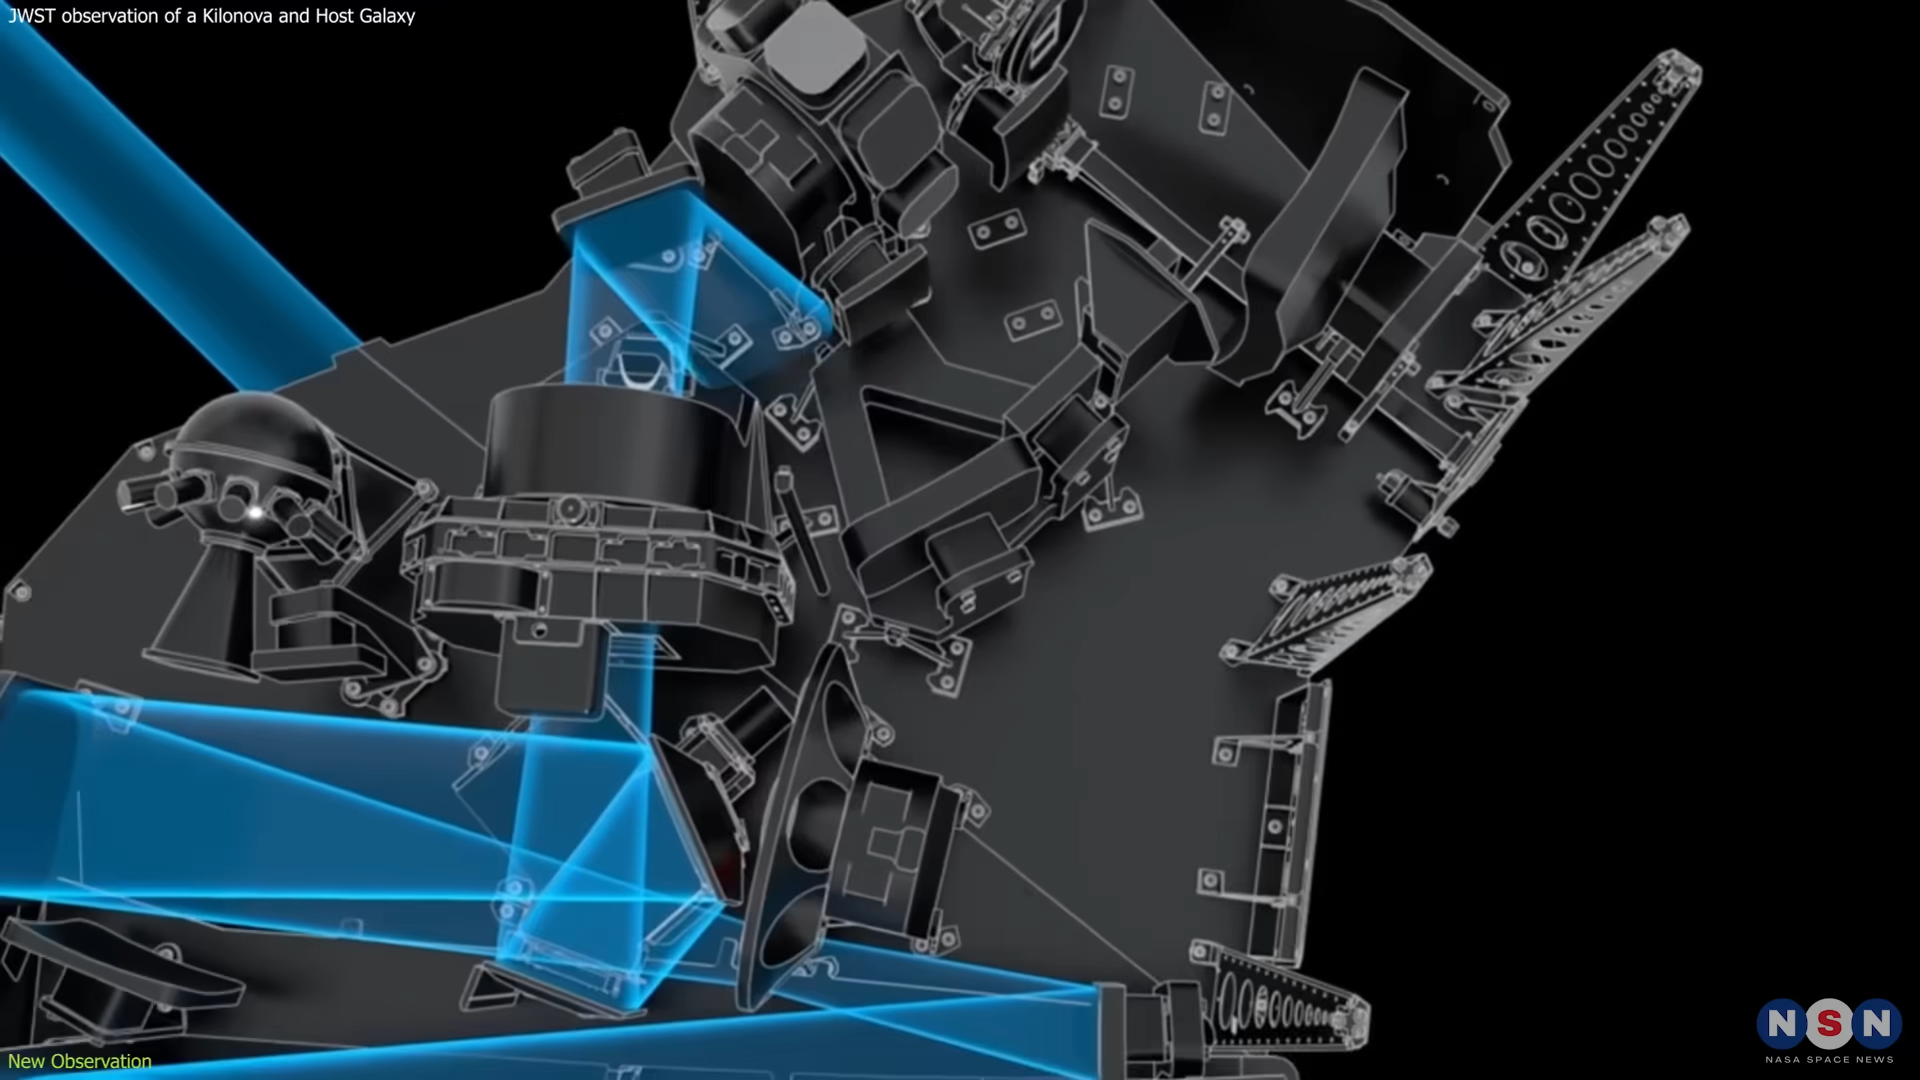 JWST observation of a Kilonova and Host Galaxy
New Observation
NSN
NASA SPACE NEWS